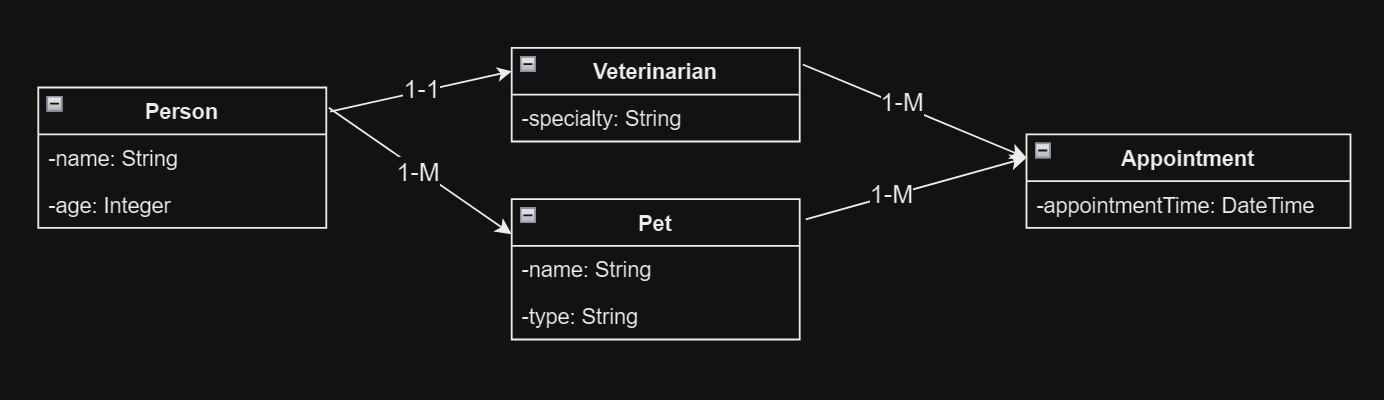 Person
-name: String
-age: Integer
1-1
1-M
Veterinarian
-specialty: String
Pet
-name: String
-type: String
1-M
1-M
Appointment
-appointmentTime: DateTime